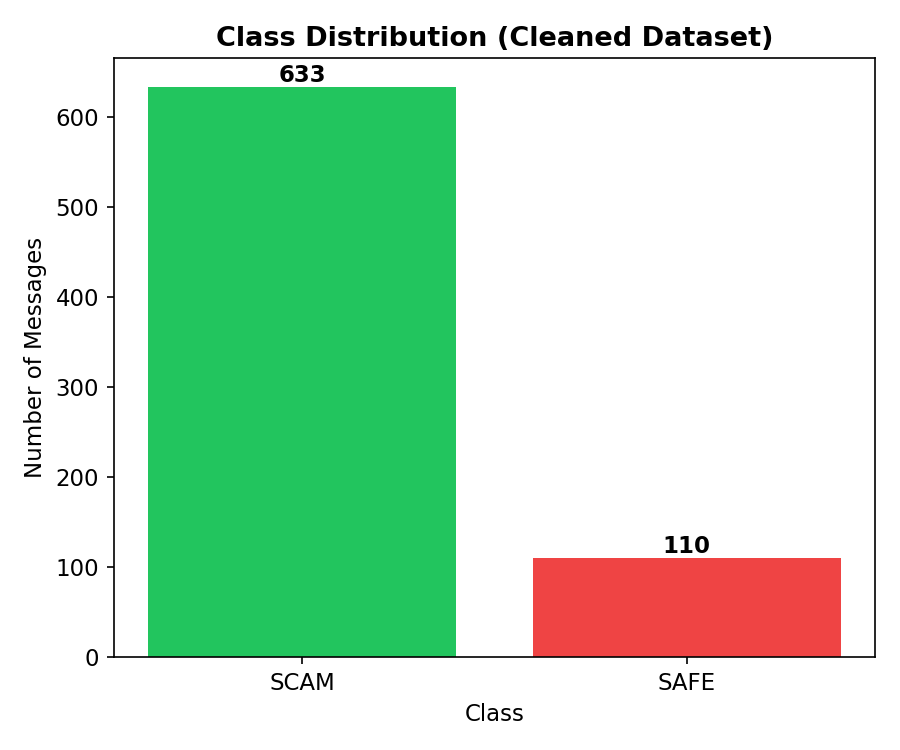 Class Distribution (Cleaned Dataset)
633
600
500
400
300
200
100
0
110
Number of Messages
SCAM
SAFE
Class